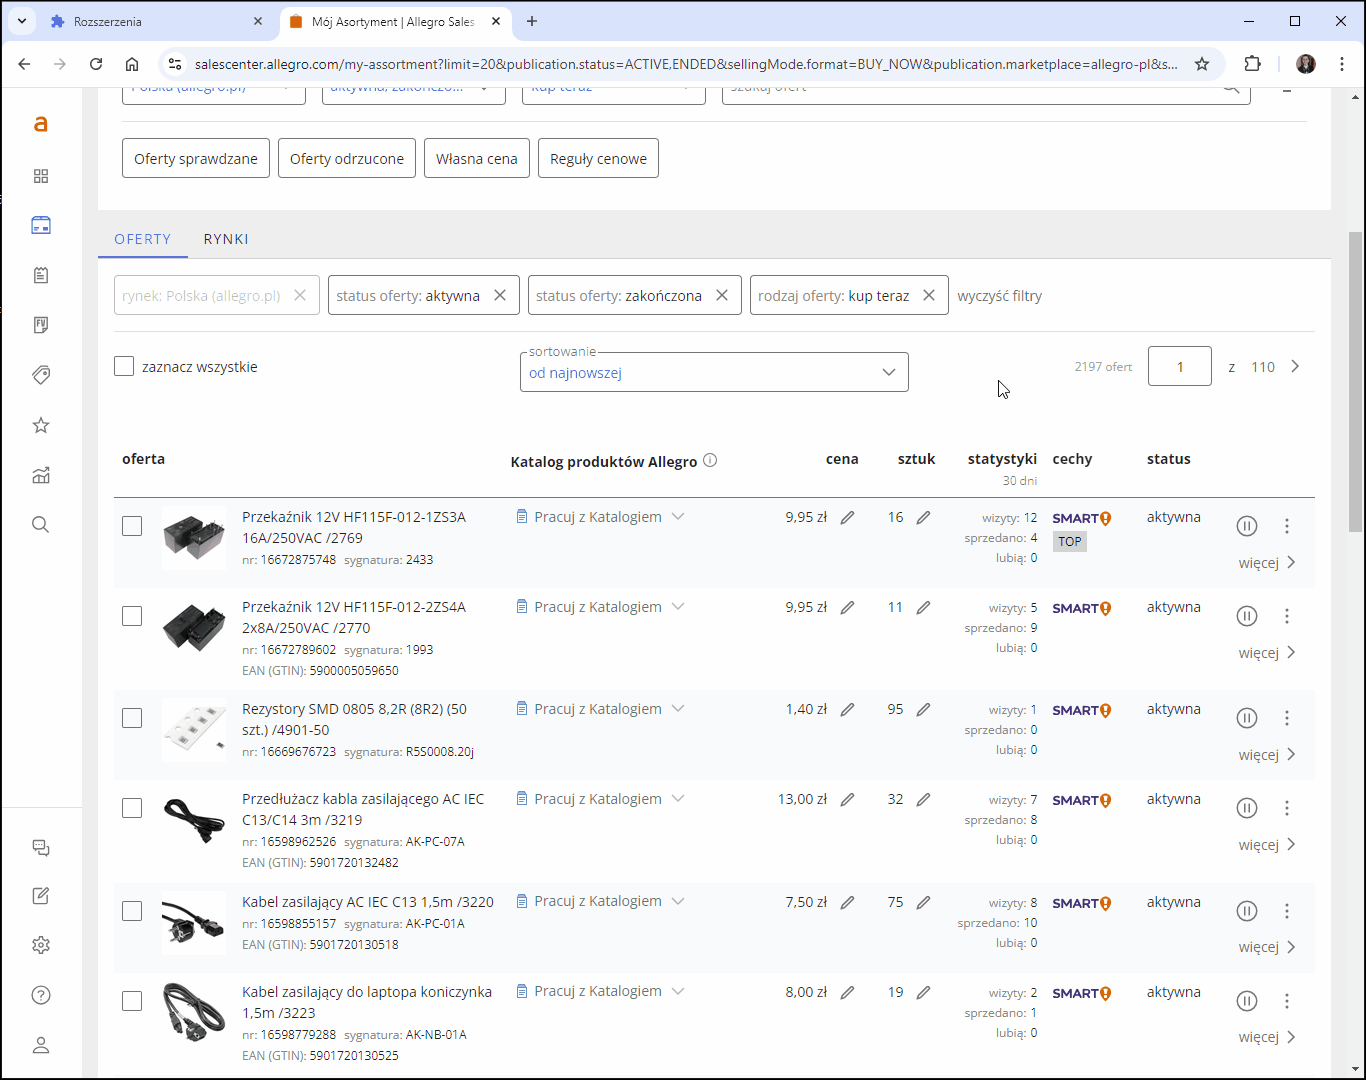 Rozszerzenia
Mój Asortyment | Allegro Sales
salescenter.allegro.com/my-assortment?limit=20&publication.status=ACTIVE,ENDED&sellingMode.format=BUY_NOW&publication.marketplace=allegro-pl&s...
a
Polska (allegro.pl)
aktywna, zakończo...
kup teraz
szukaj ofert
Oferty sprawdzane
Oferty odrzucone
Własna cena
Reguły cenowe
OFERTY
RYNKI
rynek: Polska (allegro.pl)
status oferty: aktywna
status oferty: zakończona
rodzaj oferty: kup teraz
wyczyść filtry
zaznacz wszystkie
sortowanie
od najnowszej
2197 ofert
1
z
110
oferta
Katalog produktów Allegro
cena
sztuk
statystyki
30 dni
cechy
status
Przekaźnik 12V HF115F-012-1ZS3A
16A/250VAC /2769
nr: 16672875748 sygnatura: 2433
Pracuj z Katalogiem
9,95 zł
16
wizyty: 12
sprzedano: 4
lubią: 0
SMART!
TOP
aktywna
więcej
Przekaźnik 12V HF115F-012-2ZS4A
2x8A/250VAC /2770
nr: 16672789602 sygnatura: 1993
EAN (GTIN): 5900005059650
Pracuj z Katalogiem
9,95 zł
11
wizyty: 5
sprzedano: 9
lubią: 0
SMART!
aktywna
więcej
Rezystory SMD 0805 8,2R (8R2) (50
szt.) /4901-50
nr: 16669676723 sygnatura: R5S0008.20j
Pracuj z Katalogiem
1,40 zł
95
wizyty: 1
sprzedano: 0
lubią: 0
SMART!
aktywna
więcej
Przedłużacz kabla zasilającego AC IEC
C13/C14 3m /3219
nr: 16598962526 sygnatura: AK-PC-07A
EAN (GTIN): 5901720132482
Pracuj z Katalogiem
13,00 zł
32
wizyty: 7
sprzedano: 8
lubią: 0
SMART!
aktywna
więcej
Kabel zasilający AC IEC C13 1,5m /3220
nr: 16598855157 sygnatura: AK-PC-01A
EAN (GTIN): 5901720130518
Pracuj z Katalogiem
7,50 zł
75
wizyty: 8
sprzedano: 10
lubią: 0
SMART!
aktywna
więcej
Kabel zasilający do laptopa koniczynka
1,5m /3223
nr: 16598779288 sygnatura: AK-NB-01A
EAN (GTIN): 5901720130525
Pracuj z Katalogiem
8,00 zł
19
wizyty: 2
sprzedano: 1
lubią: 0
SMART!
aktywna
więcej